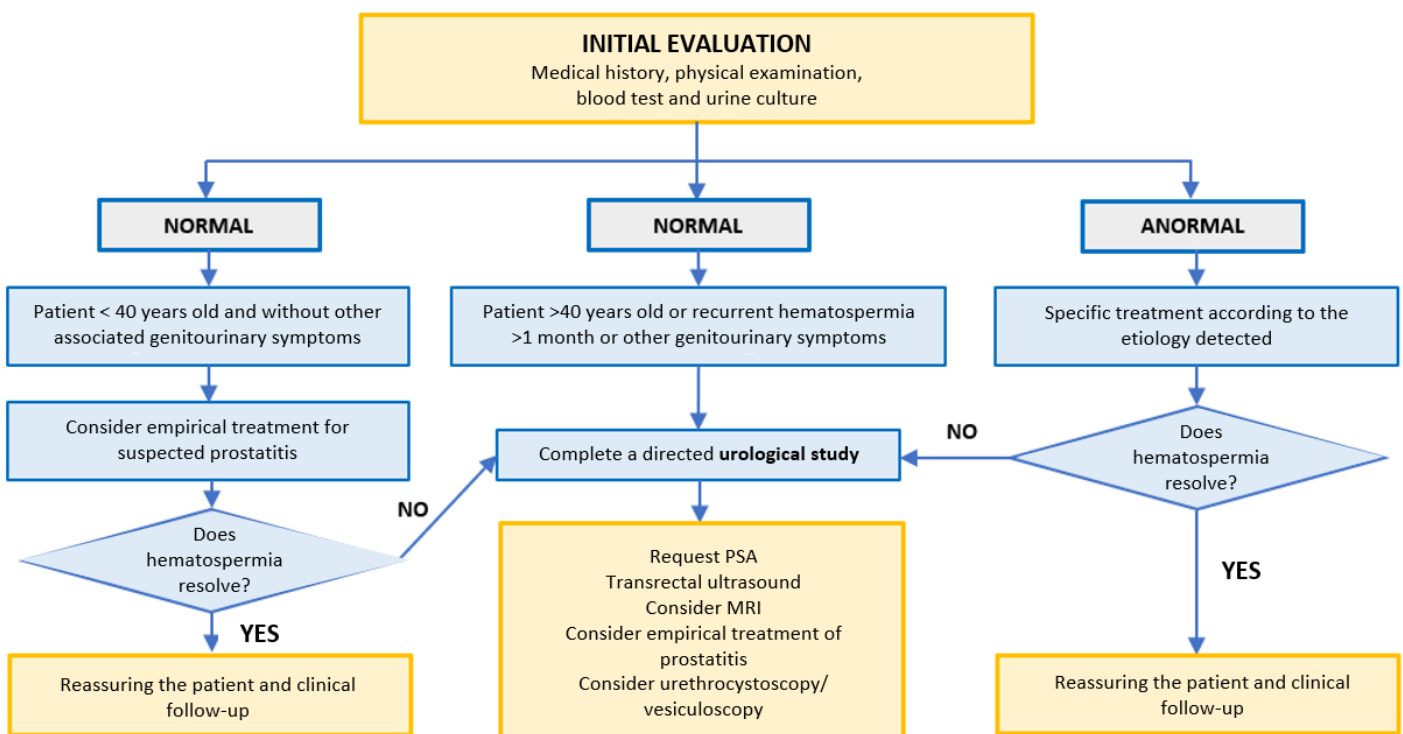 INITIAL EVALUATION
Medical history, physical examination,
blood test and urine culture
NORMAL
NORMAL
ANORMAL
Patient < 40 years old and without other
associated genitourinary symptoms
Patient >40 years old or recurrent hematospermia
>1 month or other genitourinary symptoms
Specific treatment according to the
etiology detected
Consider empirical treatment for
suspected prostatitis
Complete a directed urological study
NO
Does
hematospermia
resolve?
NO
Does
hematospermia
resolve?
Request PSA
Transrectal ultrasound
Consider MRI
Consider empirical treatment of
prostatitis
Consider urethrocystoscopy/
vesiculoscopy
YES
YES
Reassuring the patient and clinical
follow-up
Reassuring the patient and clinical
follow-up